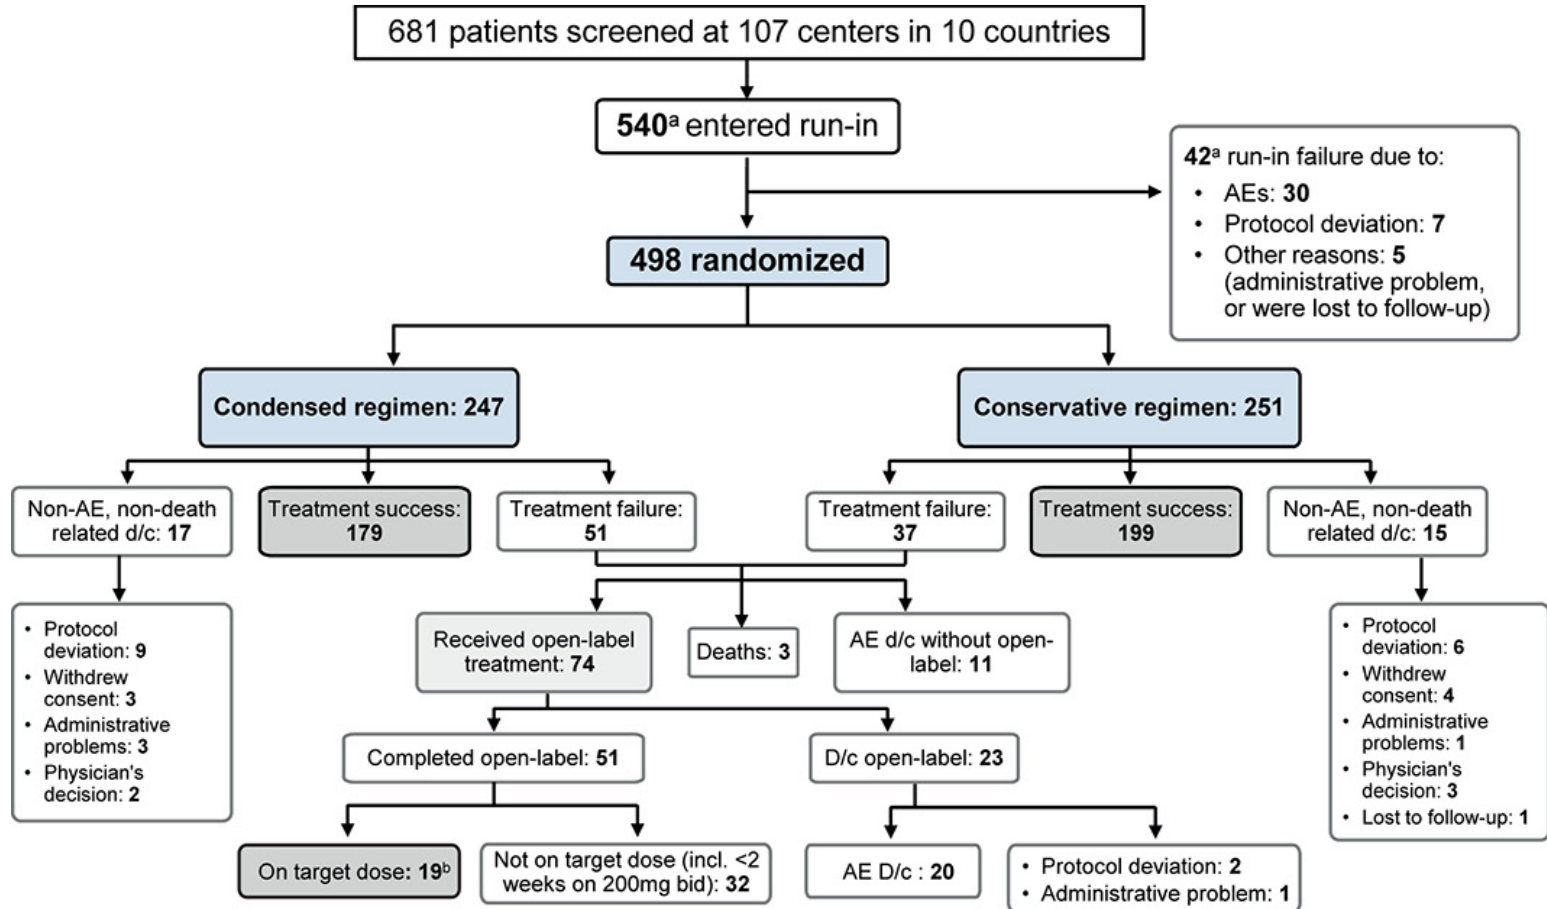 681 patients screened at 107 centers in 10 countries
540ᵃ entered run-in
42ᵃ run-in failure due to:
• AEs: 30
• Protocol deviation: 7
• Other reasons: 5
(administrative problem,
or were lost to follow-up)
498 randomized
Condensed regimen: 247
Conservative regimen: 251
Non-AE, non-death
related d/c: 17
Treatment success:
179
Treatment failure:
51
Treatment failure:
37
Treatment success:
199
Non-AE, non-death
related d/c: 15
• Protocol
deviation: 9
• Withdrew
consent: 3
• Administrative
problems: 3
• Physician's
decision: 2
Received open-label
treatment: 74
Deaths: 3
AE d/c without open-
label: 11
• Protocol
deviation: 6
• Withdrew
consent: 4
• Administrative
problems: 1
• Physician's
decision: 3
• Lost to follow-up: 1
Completed open-label: 51
D/c open-label: 23
On target dose: 19ᵇ
Not on target dose (incl. <2
weeks on 200mg bid): 32
AE D/c : 20
• Protocol deviation: 2
• Administrative problem: 1